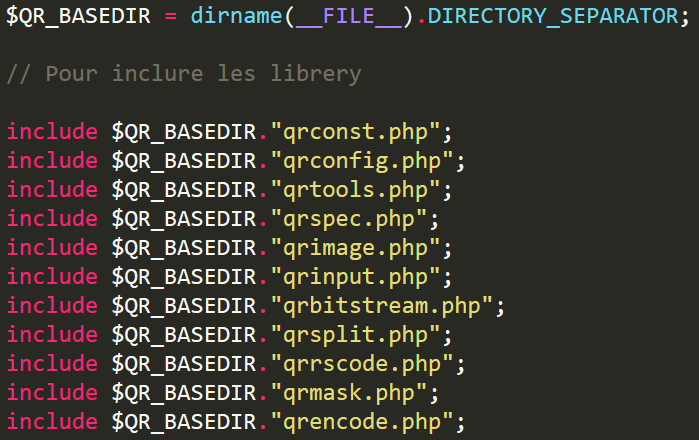 $QR_BASEDIR = dirname(__FILE__).DIRECTORY_SEPARATOR;
// Pour inclure les librery
include $QR_BASEDIR."qrconst.php";
include $QR_BASEDIR."qrconfig.php";
include $QR_BASEDIR."qrtools.php";
include $QR_BASEDIR."qrspec.php";
include $QR_BASEDIR."qrimage.php";
include $QR_BASEDIR."qrinput.php";
include $QR_BASEDIR."qrbitstream.php";
include $QR_BASEDIR."qrsplit.php";
include $QR_BASEDIR."qrrscode.php";
include $QR_BASEDIR."qrmask.php";
include $QR_BASEDIR."qrencode.php";